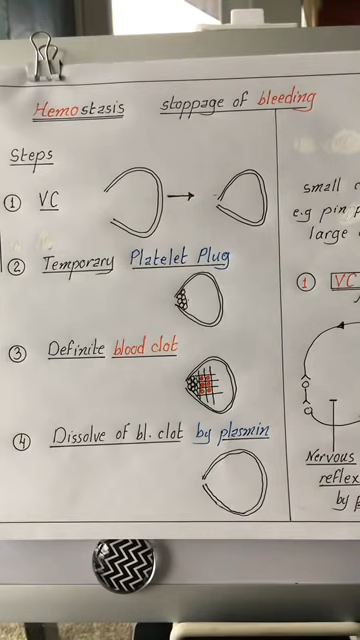 Hemostasis stoppage of bleeding
Steps
① VC
② Temporary Platelet Plug
③ Definite blood clot
④ Dissolve of bl. clot by plasmin
small
e.g pin
large
① VC
Nervous
reflex
by